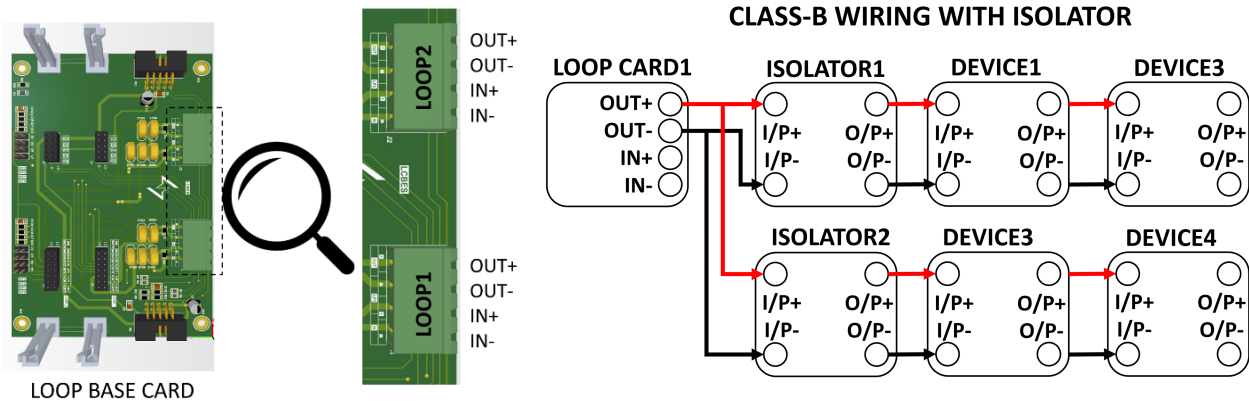 CLASS-B WIRING WITH ISOLATOR
LOOP BASE CARD
LOOP2
OUT+
OUT-
IN+
IN-
J2
LCBES
LOOP1
OUT+
OUT-
IN+
IN-
LOOP CARD1
OUT+
OUT-
IN+
IN-
ISOLATOR1
I/P+ O/P+
I/P- O/P-
DEVICE1
I/P+ O/P+
I/P- O/P-
DEVICE3
I/P+ O/P+
I/P- O/P-
ISOLATOR2
I/P+ O/P+
I/P- O/P-
DEVICE3
I/P+ O/P+
I/P- O/P-
DEVICE4
I/P+ O/P+
I/P- O/P-